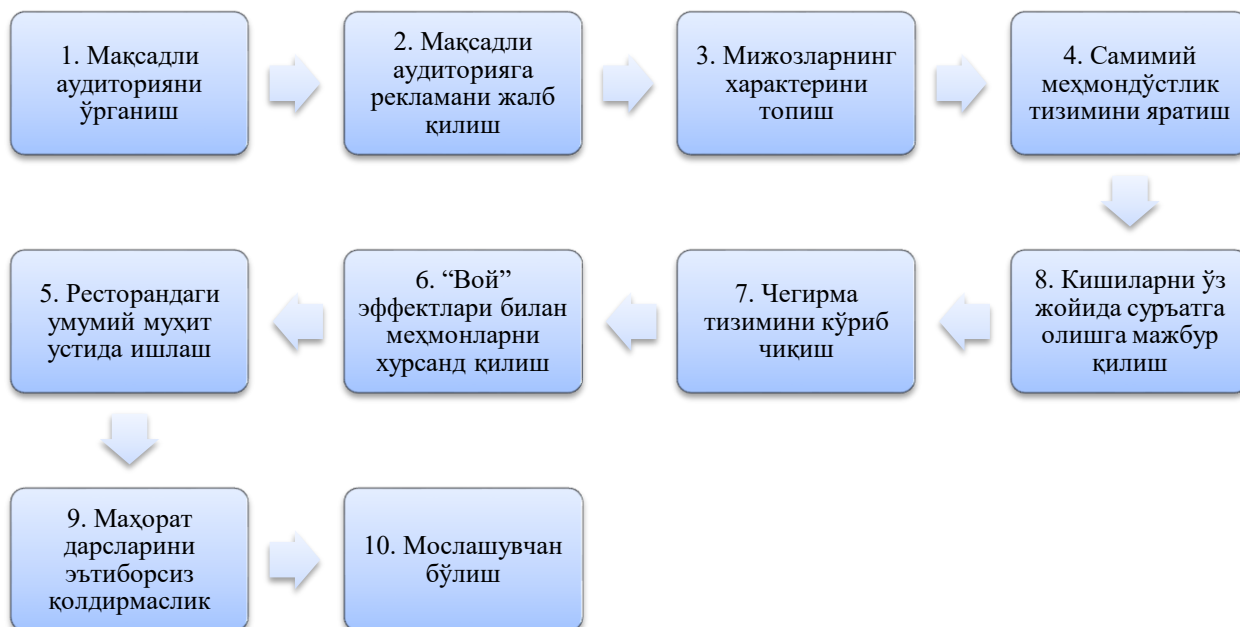 1. Мақсадли
аудиторияни
ўрганиш
2. Мақсадли
аудиторияга
рекламани жалб
қилиш
3. Мижозларнинг
характерини
топиш
4. Самимий
меҳмондўстлик
тизимини яратиш
5. Ресторандаги
умумий муҳит
устида ишлаш
6. “Вой”
эффектлари билан
меҳмонларни
хурсанд қилиш
7. Чегирма
тизимини кўриб
чиқиш
8. Кишиларни ўз
жойида суръатга
олишга мажбур
қилиш
9. Маҳорат
дарсларини
эътиборсиз
қолдирмаслик
10. Мослашувчан
бўлиш